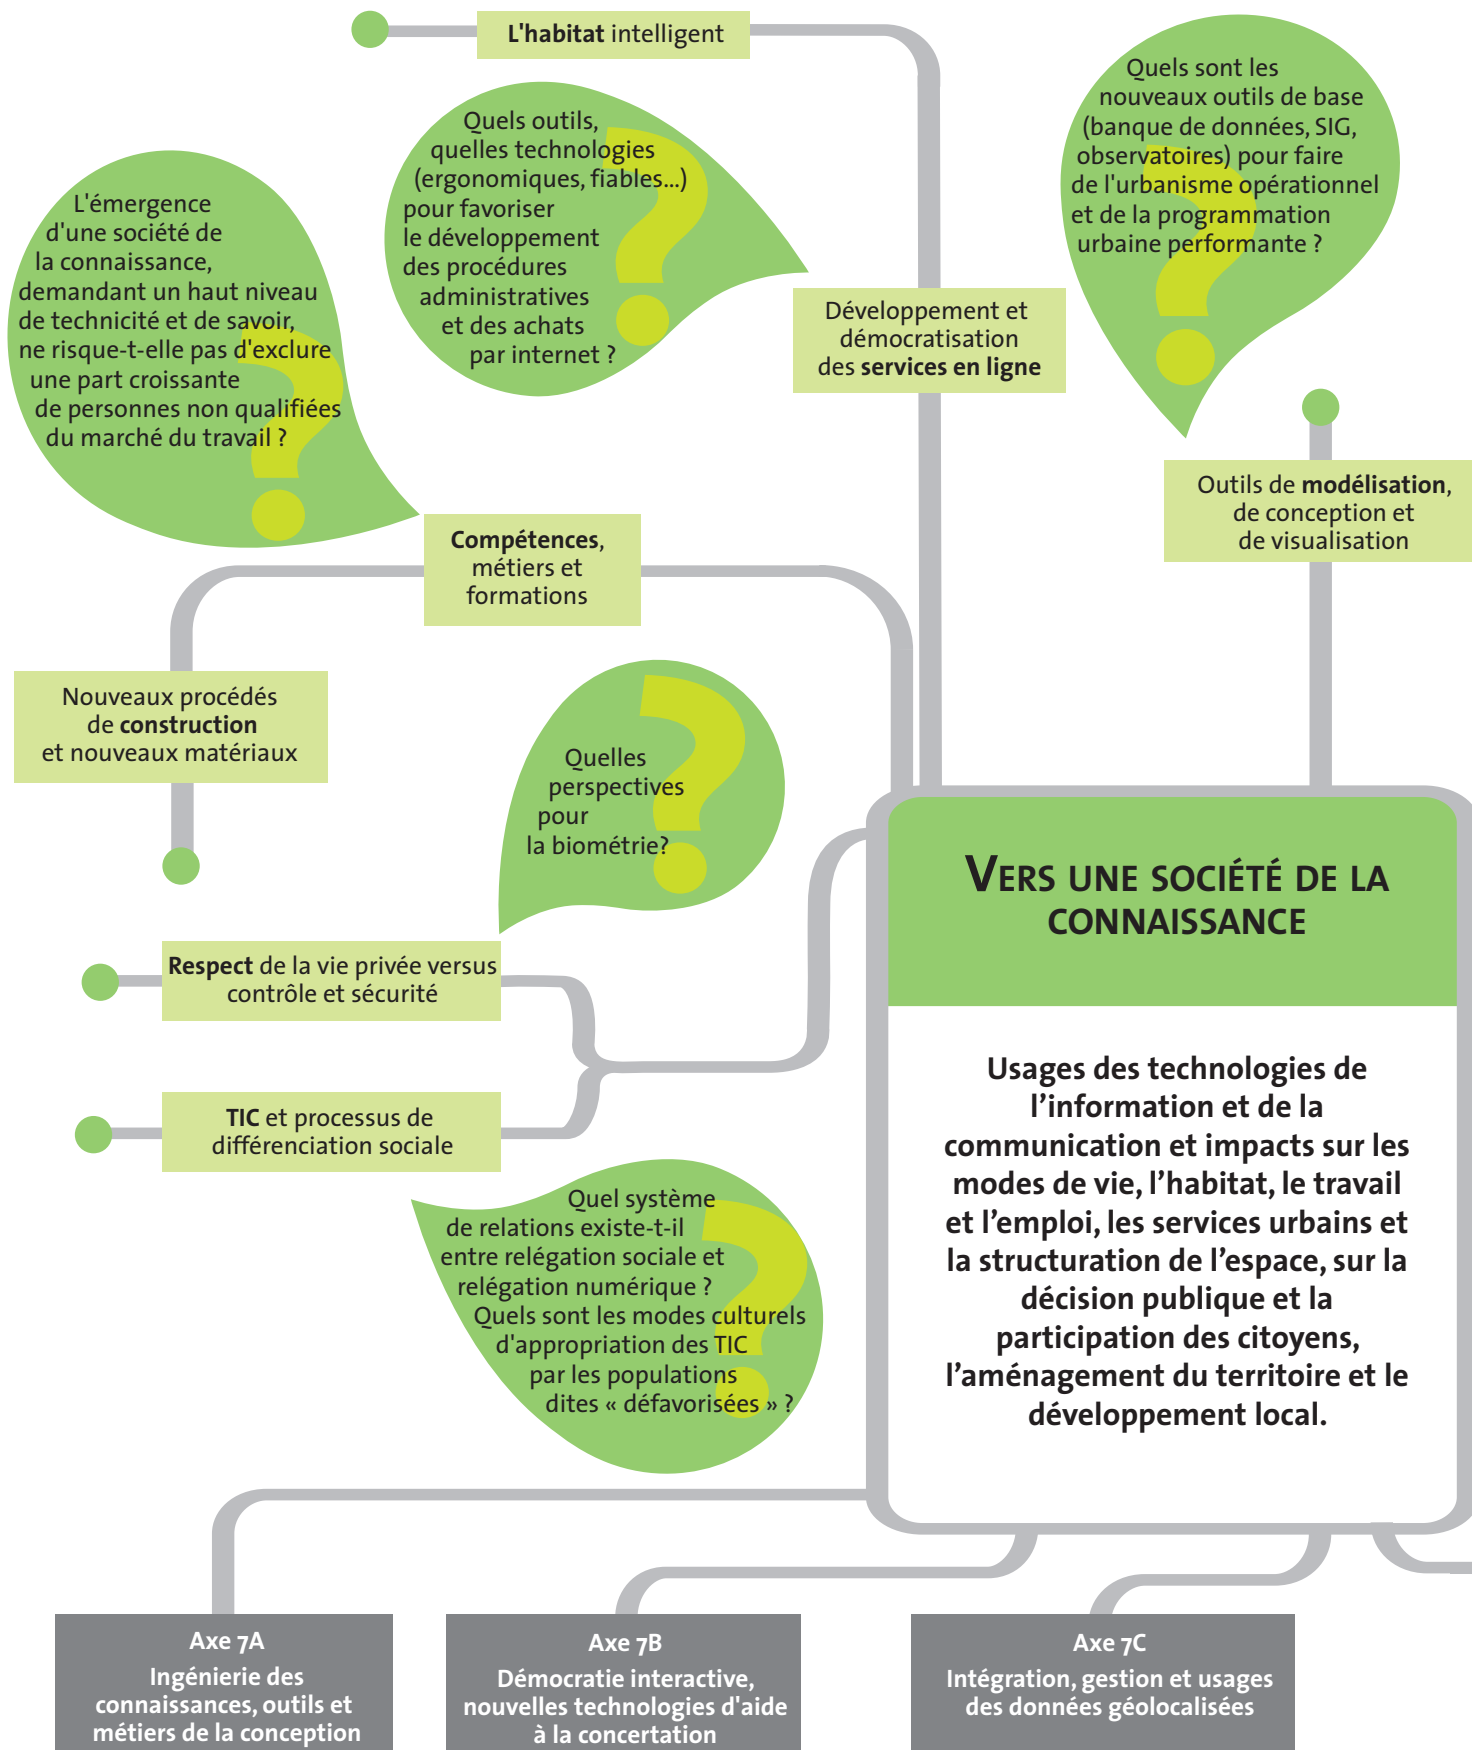 L'habitat intelligent
Quels outils,
quelles technologies
(ergonomiques, fiables...)
pour favoriser
le développement
des procédures
administratives
et des achats
par internet ?
Quels sont les
nouveaux outils de base
(banque de données, SIG,
observatoires) pour faire
de l'urbanisme opérationnel
et de la programmation
urbaine performante ?
L'émergence
d'une société de
la connaissance,
demandant un haut niveau
de technicité et de savoir,
ne risque-t-elle pas d'exclure
une part croissante
de personnes non qualifiées
du marché du travail ?
Développement et
démocratisation
des services en ligne
Outils de modélisation,
de conception et
de visualisation
Compétences,
métiers et
formations
Nouveaux procédés
de construction
et nouveaux matériaux
Quelles
perspectives
pour
la biométrie?
Respect de la vie privée versus
contrôle et sécurité
TIC et processus de
différenciation sociale
Quel système
de relations existe-t-il
entre relégation sociale et
relégation numérique ?
Quels sont les modes culturels
d'appropriation des TIC
par les populations
dites « défavorisées » ?
VERS UNE SOCIÉTÉ DE LA
CONNAISSANCE
Usages des technologies de
l'information et de la
communication et impacts sur les
modes de vie, l'habitat, le travail
et l'emploi, les services urbains et
la structuration de l'espace, sur la
décision publique et la
participation des citoyens,
l'aménagement du territoire et le
développement local.
Axe 7A
Ingénierie des
connaissances, outils et
métiers de la conception
Axe 7B
Démocratie interactive,
nouvelles technologies d'aide
à la concertation
Axe 7C
Intégration, gestion et usages
des données géolocalisées